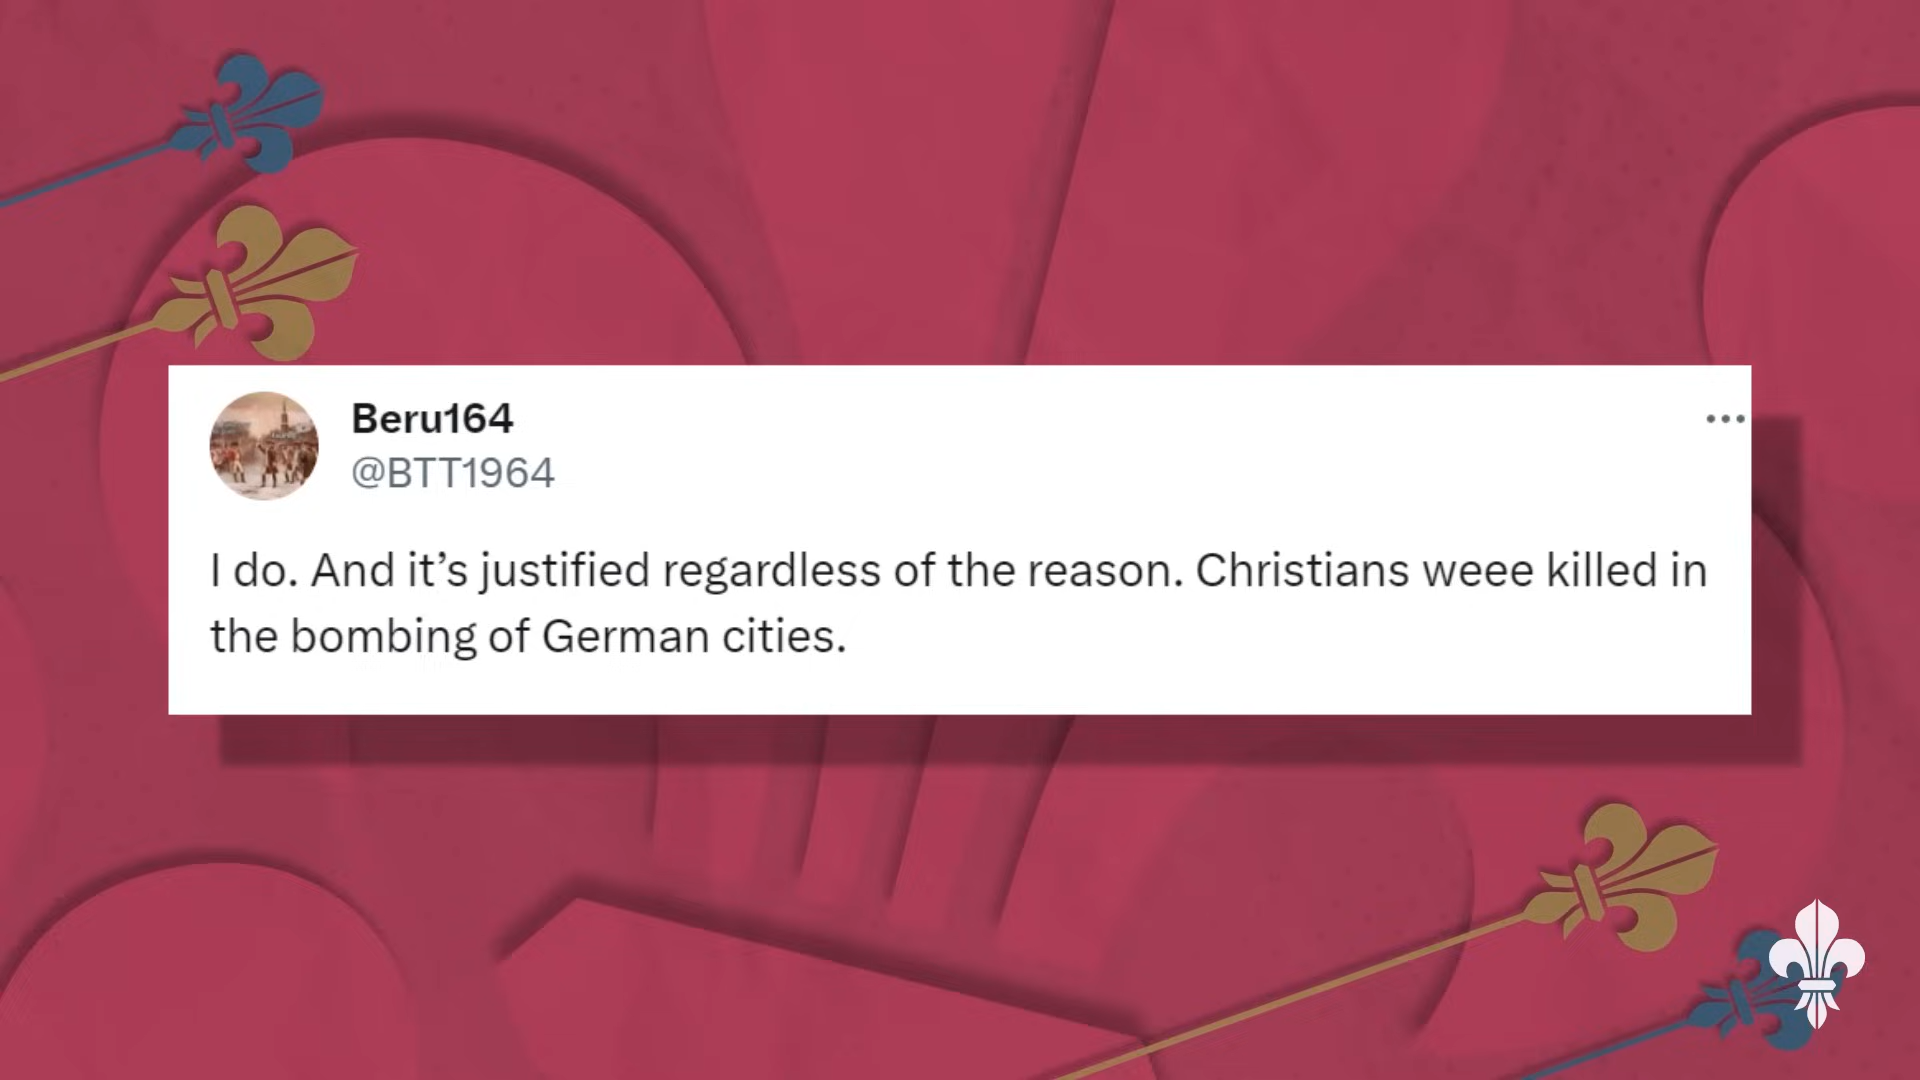 Beru164
@BTT1964
I do. And it’s justified regardless of the reason. Christians weee killed in
the bombing of German cities.